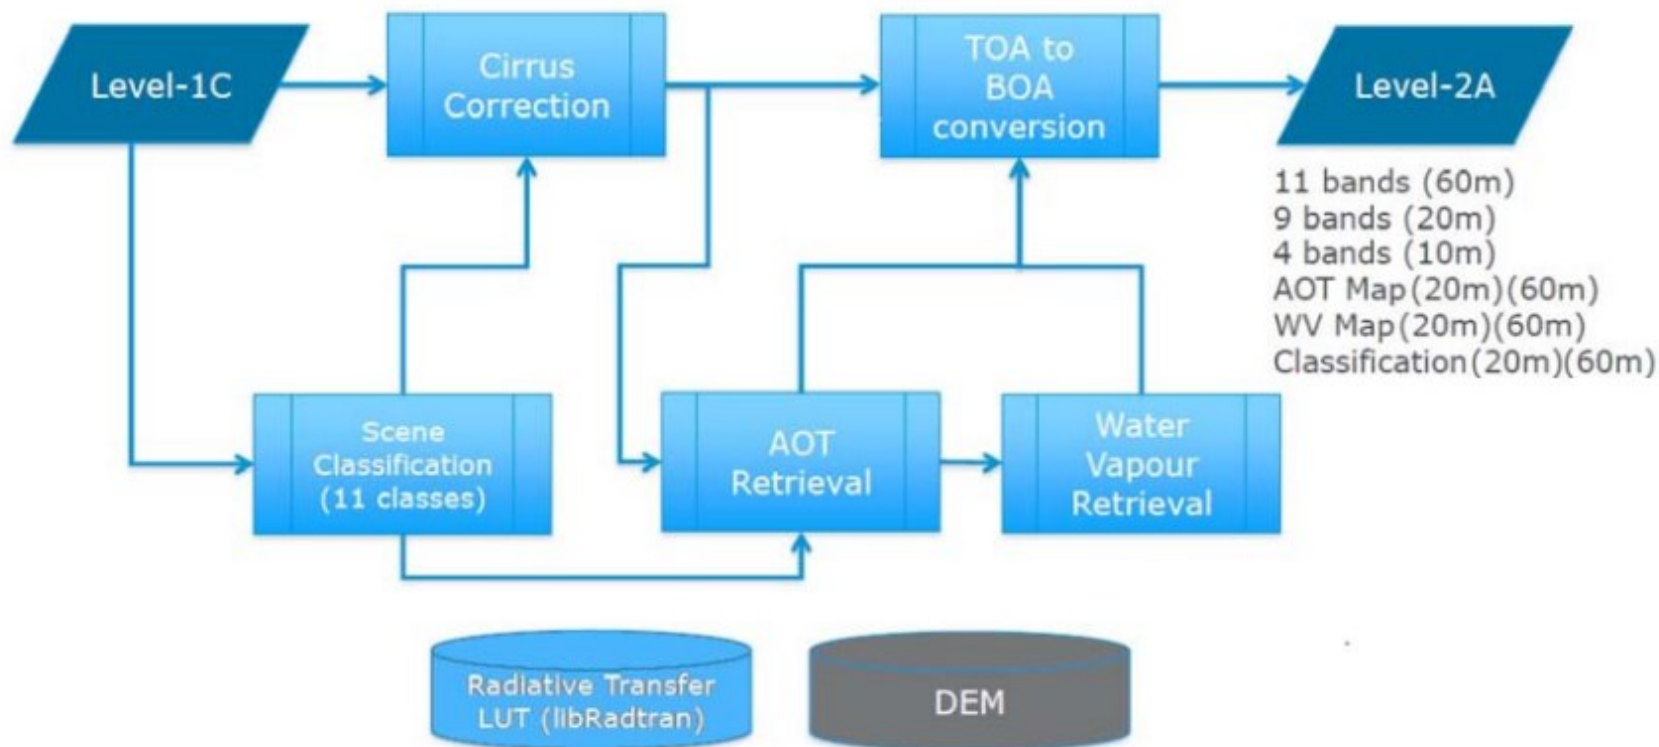 Level-1C
Cirrus
Correction
TOA to
BOA
conversion
Level-2A
11 bands (60m)
9 bands (20m)
4 bands (10m)
AOT Map(20m)(60m)
WV Map(20m)(60m)
Classification(20m)(60m)
Scene
Classification
(11 classes)
AOT
Retrieval
Water
Vapour
Retrieval
Radiative Transfer
LUT (libRadtran)
DEM